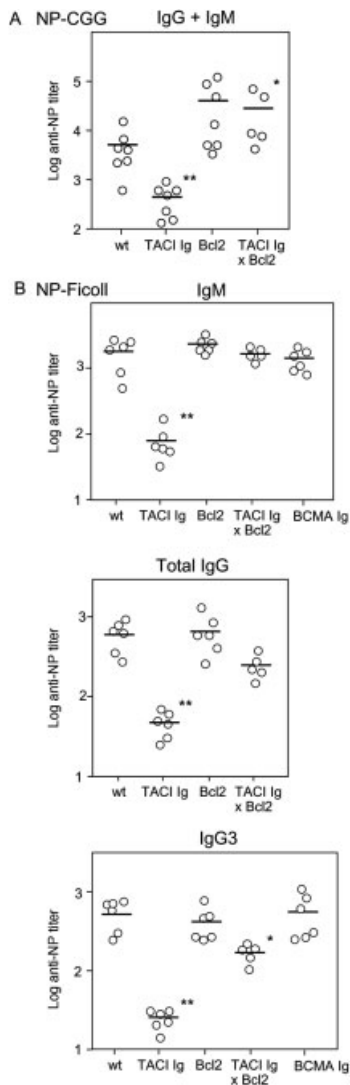 A NP-CGG IgG + IgM
Log anti-NP titer
5
4
3
2
*
**
wt TACI Ig Bcl2 TACI Ig
x Bcl2
B NP-Ficoll IgM
Log anti-NP titer
3
2
1
**
wt TACI Ig Bcl2 TACI Ig BCMA Ig
x Bcl2
Total IgG
Log anti-NP titer
3
2
1
**
wt TACI Ig Bcl2 TACI Ig
x Bcl2
IgG3
Log anti-NP titer
3
2
1
*
**
wt TACI Ig Bcl2 TACI Ig BCMA Ig
x Bcl2